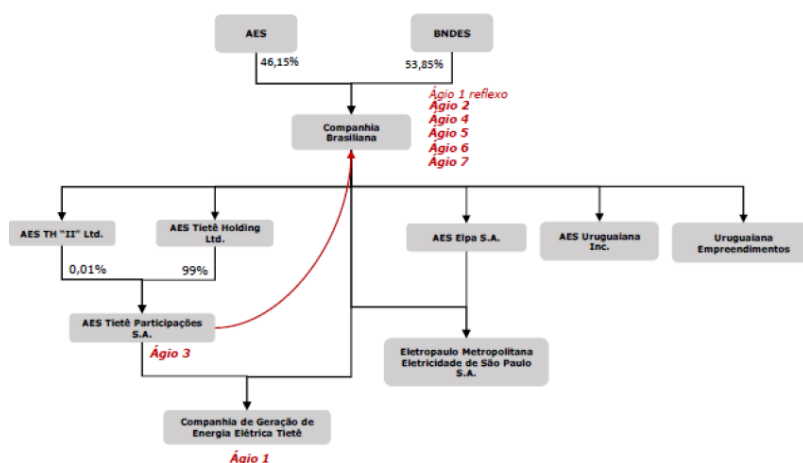 AES
BNDES
46,15%
53,85%
Ágio 1 reflexo
Ágio 2
Ágio 4
Ágio 5
Ágio 6
Ágio 7
Companhia
Brasiliana
AES TH "II" Ltd.
AES Tietê Holding
Ltd.
AES Elpa S.A.
AES Uruguaiana
Inc.
Uruguaiana
Empreendimentos
0,01%
99%
AES Tietê Participações
S.A.
Ágio 3
Eletropaulo Metropolitana
Eletricidade de São Paulo
S.A.
Companhia de Geração de
Energia Elétrica Tietê
Ágio 1